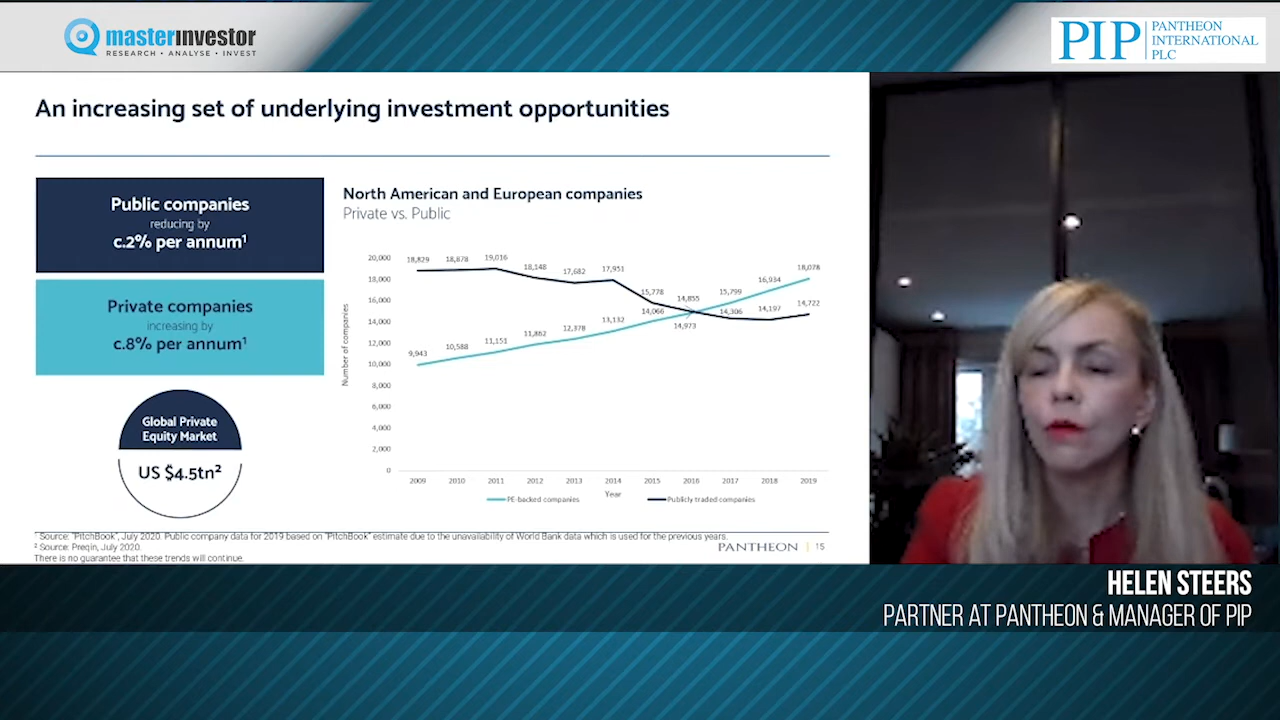 masterinvestor
RESEARCH • ANALYSE • INVEST
PIP
PANTHEON
INTERNATIONAL
PLC
An increasing set of underlying investment opportunities
Public companies
reducing by
c.2% per annum¹
Private companies
increasing by
c.8% per annum¹
Global Private
Equity Market
US $4.5tn²
North American and European companies
Private vs. Public
Number of companies
20,000
18,000
16,000
14,000
12,000
10,000
8,000
6,000
4,000
2,000
0
18,829 18,878 19,016 18,148 17,682 17,951 15,778 14,855 14,306 14,197 14,722
9,943 10,588 11,151 11,862 12,378 13,132 14,066 14,973 15,799 16,934 18,078
2009 2010 2011 2012 2013 2014 2015 2016 2017 2018 2019
Year
PE-backed companies Publicly traded companies
¹ Source: "PitchBook", July 2020. Public company data for 2019 based on "PitchBook" estimate due to the unavailability of World Bank data which is used for the previous years.
² Source: Preqin, July 2020.
There is no guarantee that these trends will continue.
PANTHEON | 15
HELEN STEERS
PARTNER AT PANTHEON & MANAGER OF PIP